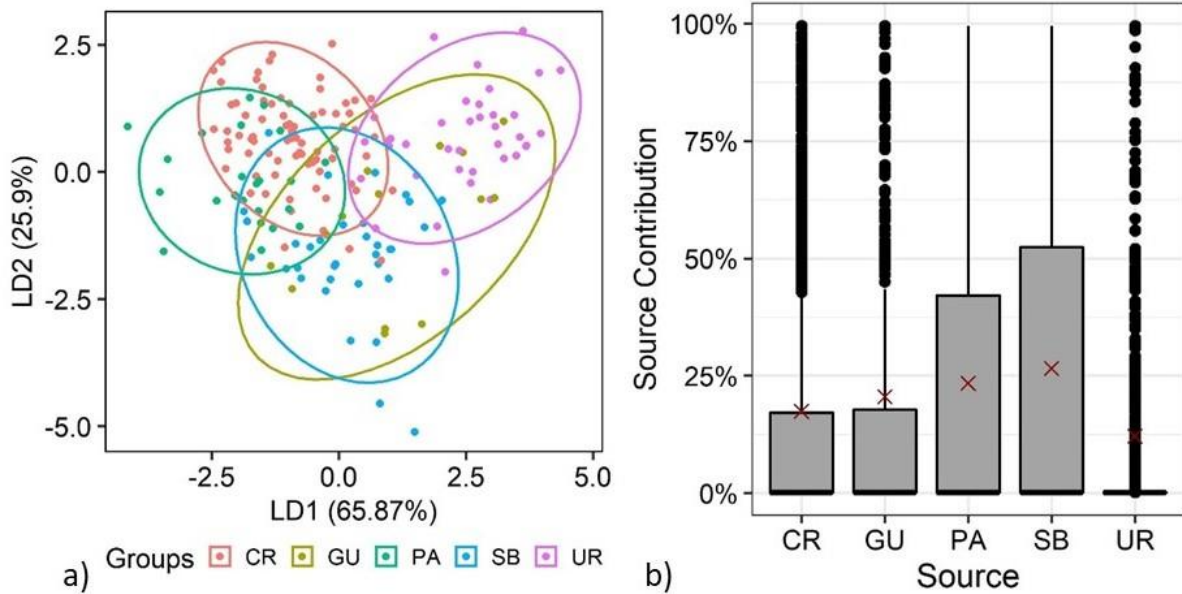 2.5
0.0
-2.5
-5.0
LD2 (25.9%)
-2.5 0.0 2.5 5.0
LD1 (65.87%)
Groups CR GU PA SB UR
a)
100%
75%
50%
25%
0%
Source Contribution
CR GU PA SB UR
Source
b)